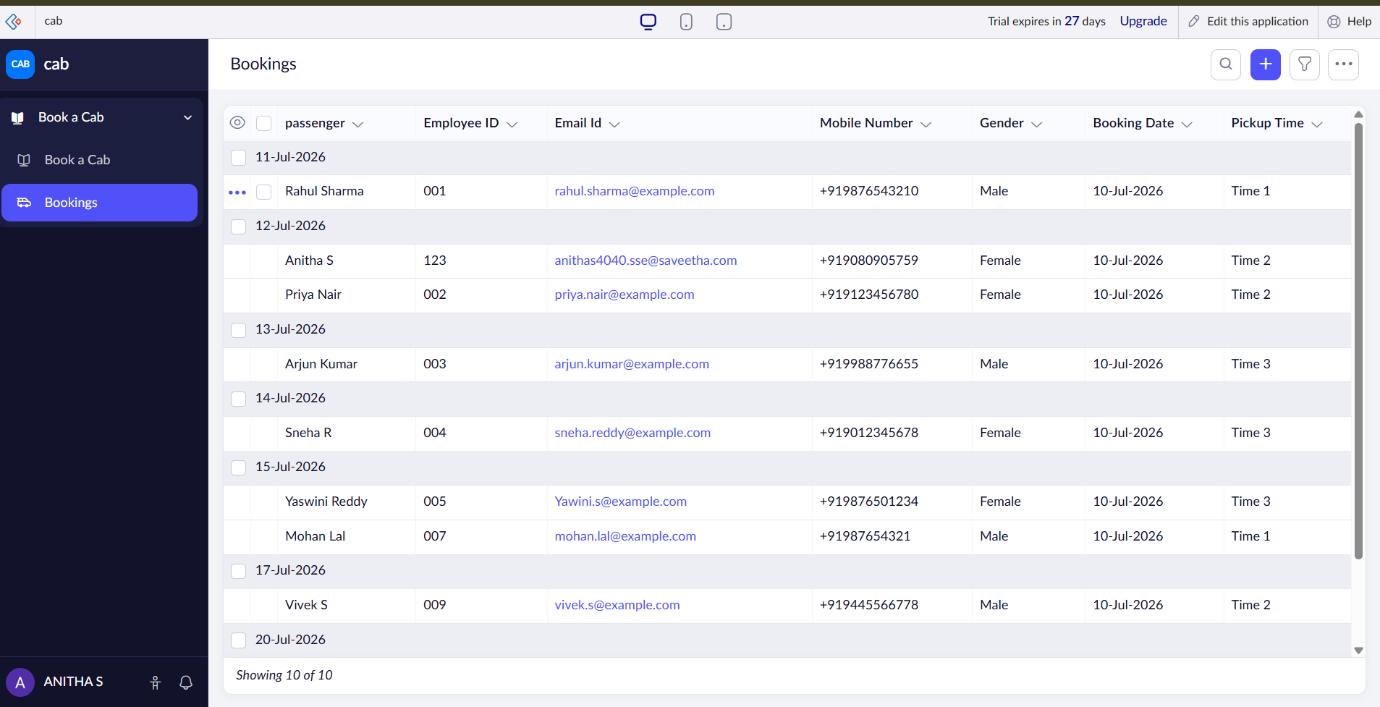 cab
Trial expires in 27 days Upgrade Edit this application Help
CAB cab
Book a Cab
Book a Cab
Bookings
ANITHA S
A
Bookings
passenger Employee ID Email Id Mobile Number Gender Booking Date Pickup Time
11-Jul-2026
Rahul Sharma 001 rahul.sharma@example.com +919876543210 Male 10-Jul-2026 Time 1
12-Jul-2026
Anitha S 123 anithas4040.sse@saveetha.com +919080905759 Female 10-Jul-2026 Time 2
Priya Nair 002 priya.nair@example.com +919123456780 Female 10-Jul-2026 Time 2
13-Jul-2026
Arjun Kumar 003 arjun.kumar@example.com +919988776655 Male 10-Jul-2026 Time 3
14-Jul-2026
Sneha R 004 sneha.reddy@example.com +919012345678 Female 10-Jul-2026 Time 3
15-Jul-2026
Yaswini Reddy 005 Yawini.s@example.com +919876501234 Female 10-Jul-2026 Time 3
Mohan Lal 007 mohan.lal@example.com +91987654321 Male 10-Jul-2026 Time 1
17-Jul-2026
Vivek S 009 vivek.s@example.com +919445566778 Male 10-Jul-2026 Time 2
20-Jul-2026
Showing 10 of 10